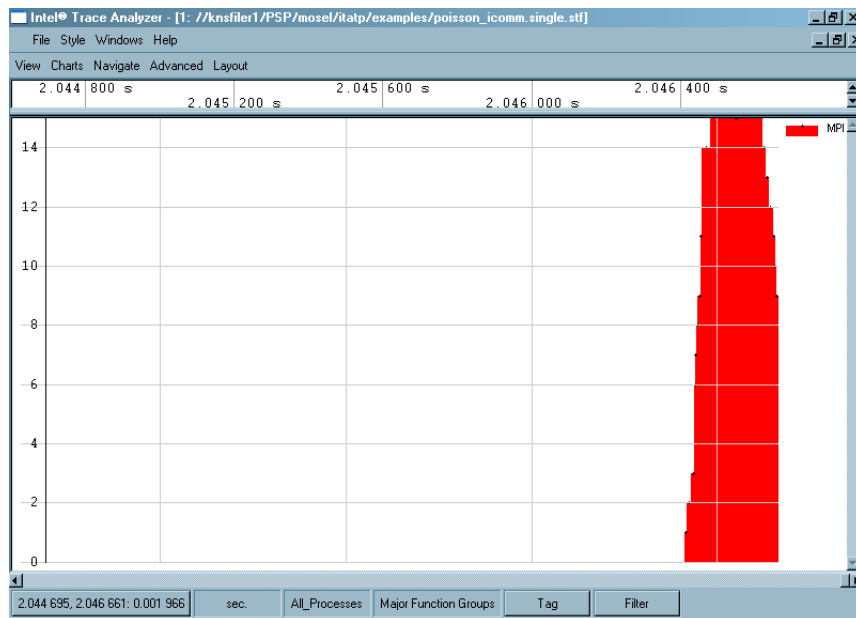 Intel® Trace Analyzer - [1: //knsfiler1/PSP/mosel/itatp/examples/poisson_icomm.single.stf]
File Style Windows Help
View Charts Navigate Advanced Layout
2.044 800 s 2.045 600 s 2.046 400 s
2.045 200 s 2.046 000 s
MPI
14
12
10
8
6
4
2
0
2.044 695, 2.046 661: 0.001 966 sec. All_Processes Major Function Groups Tag Filter